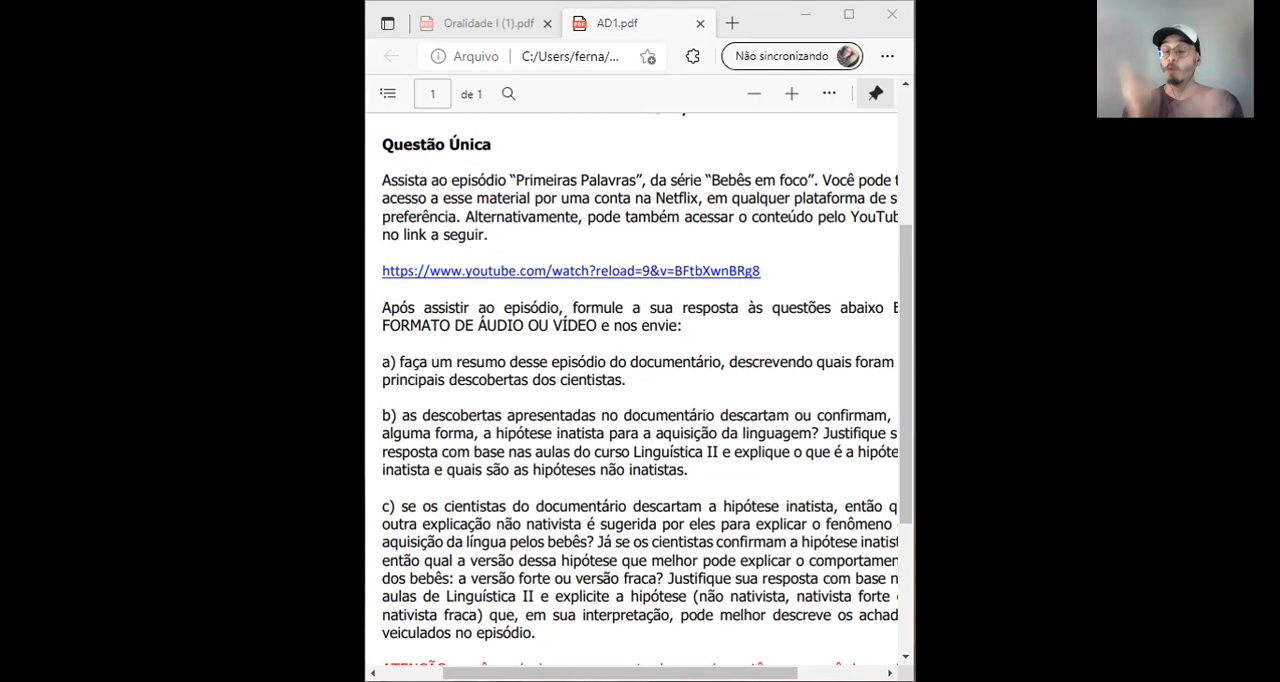 Oralidade I (1).pdf
AD1.pdf
Arquivo
C:/Users/ferna/...
Não sincronizando
1
de 1
Questão Única
Assista ao episódio “Primeiras Palavras”, da série “Bebês em foco”. Você pode
acesso a esse material por uma conta na Netflix, em qualquer plataforma de
preferência. Alternativamente, pode também acessar o conteúdo pelo YouTub
no link a seguir.
https://www.youtube.com/watch?reload=9&v=BFtbXwnBRg8
Após assistir ao episódio, formule a sua resposta às questões abaixo
FORMATO DE ÁUDIO OU VÍDEO e nos envie:
a) faça um resumo desse episódio do documentário, descrevendo quais foram
principais descobertas dos cientistas.
b) as descobertas apresentadas no documentário descartam ou confirmam,
alguma forma, a hipótese inatista para a aquisição da linguagem? Justifique s
resposta com base nas aulas do curso Linguística II e explique o que é a hipóte
inatista e quais são as hipóteses não inatistas.
c) se os cientistas do documentário descartam a hipótese inatista, então q
outra explicação não nativista é sugerida por eles para explicar o fenômeno
aquisição da língua pelos bebês? Já se os cientistas confirmam a hipótese inatist
então qual a versão dessa hipótese que melhor pode explicar o comportamen
dos bebês: a versão forte ou versão fraca? Justifique sua resposta com base n
aulas de Linguística II e explicite a hipótese (não nativista, nativista forte
nativista fraca) que, em sua interpretação, pode melhor descreve os achad
veiculados no episódio.